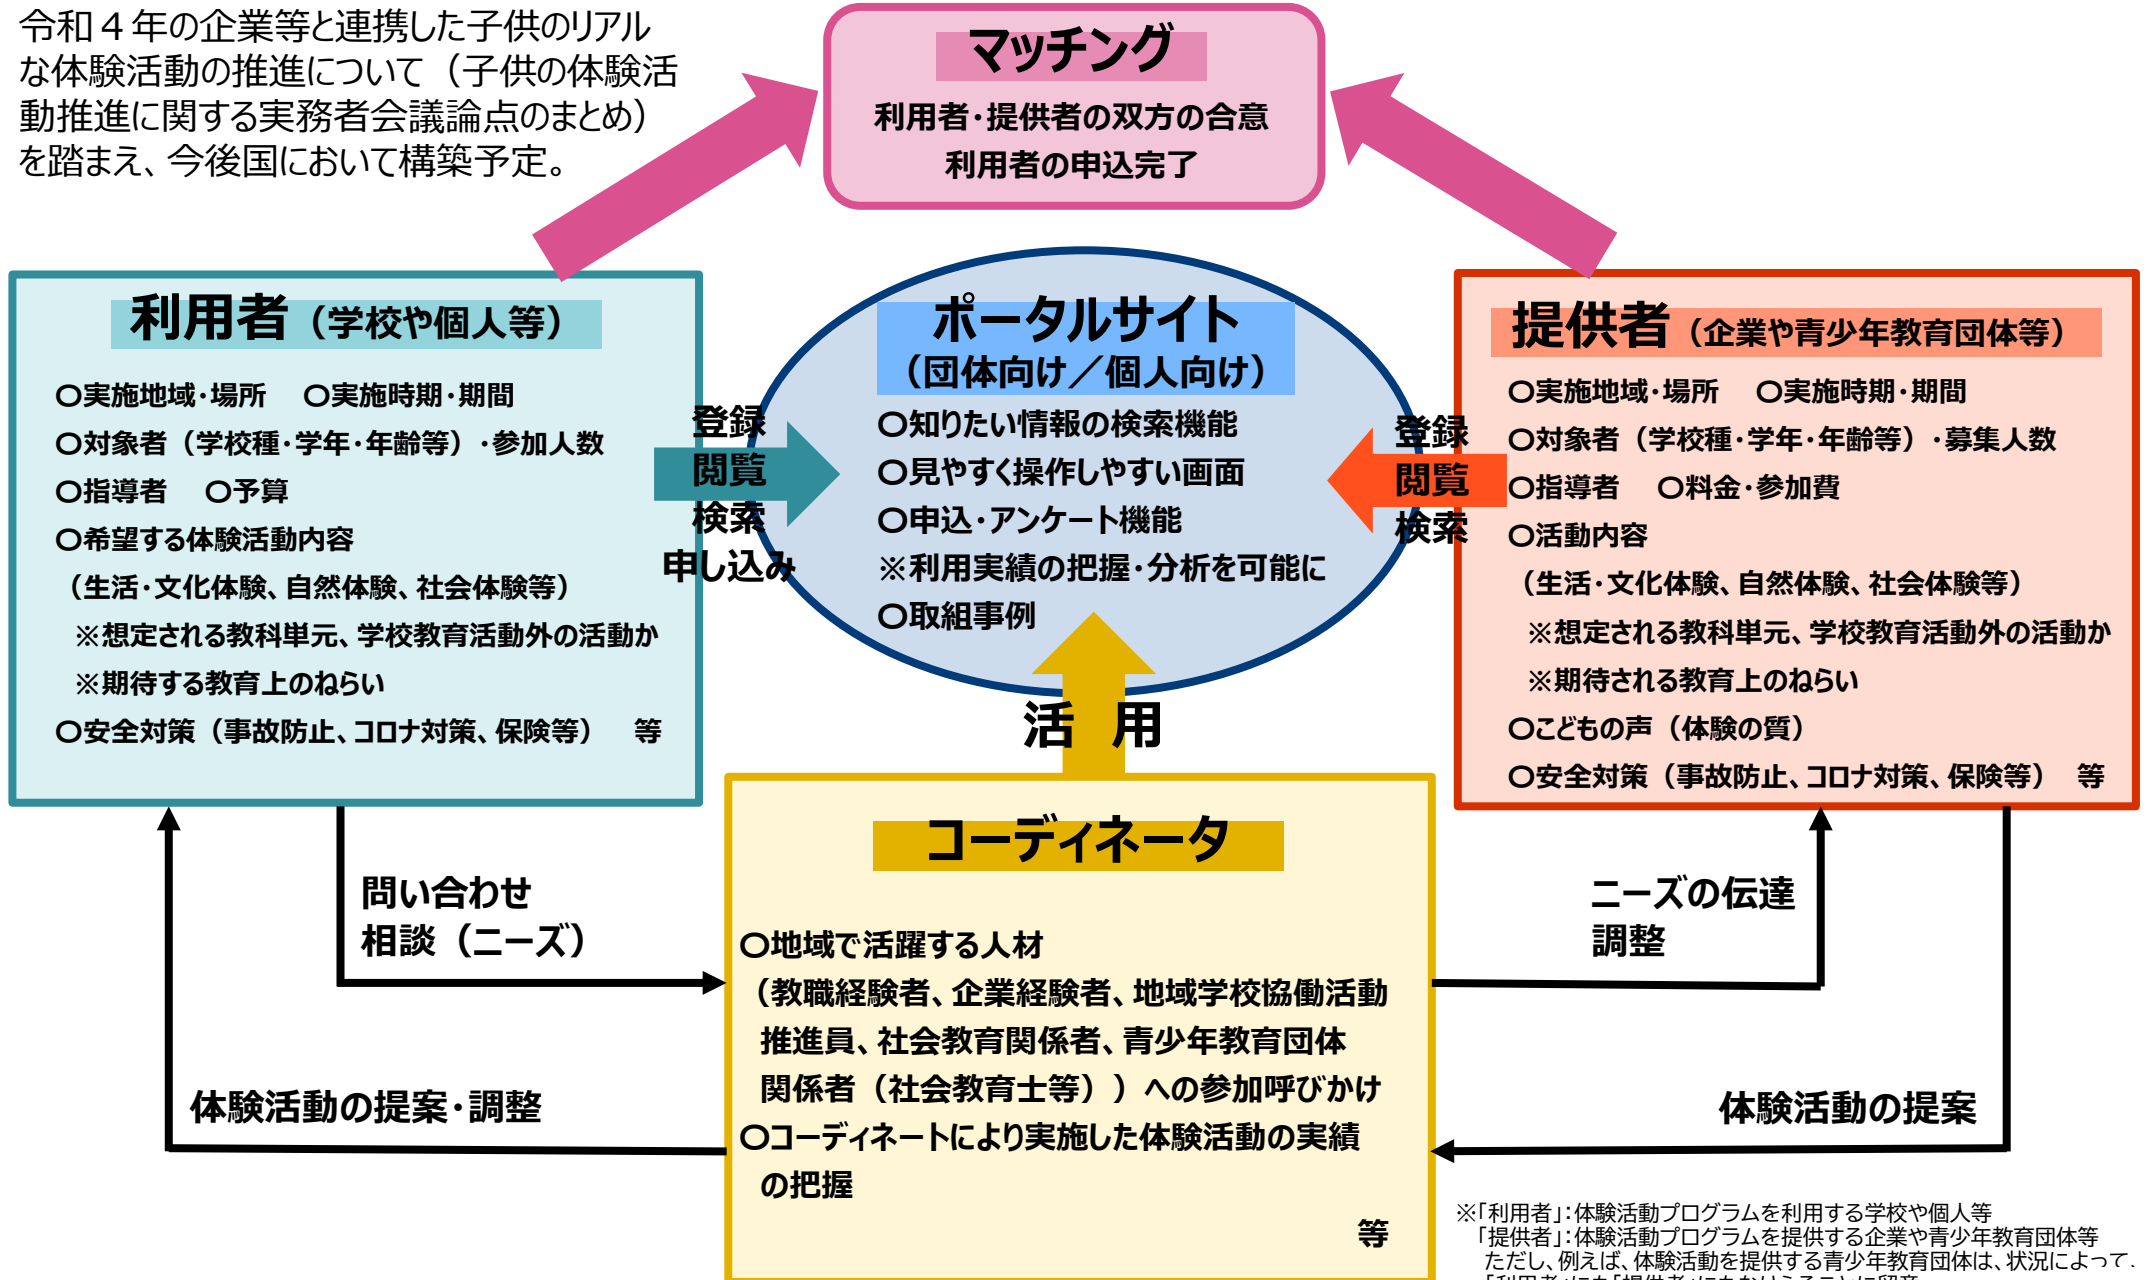 令和４年の企業等と連携した子供のリアル
な体験活動の推進について（子供の体験活
動推進に関する実務者会議論点のまとめ）
を踏まえ、今後国において構築予定。
マッチング
利用者・提供者の双方の合意
利用者の申込完了
利用者（学校や個人等）
〇実施地域・場所　〇実施時期・期間
〇対象者（学校種・学年・年齢等）・参加人数
〇指導者　〇予算
〇希望する体験活動内容
（生活・文化体験、自然体験、社会体験等）
※想定される教科単元、学校教育活動外の活動か
※期待する教育上のねらい
〇安全対策（事故防止、コロナ対策、保険等）　等
登録
閲覧
検索
申し込み
ポータルサイト
（団体向け／個人向け）
〇知りたい情報の検索機能
〇見やすく操作しやすい画面
〇申込・アンケート機能
※利用実績の把握・分析を可能に
〇取組事例
登録
閲覧
検索
提供者（企業や青少年教育団体等）
〇実施地域・場所　〇実施時期・期間
〇対象者（学校種・学年・年齢等）・募集人数
〇指導者　〇料金・参加費
〇活動内容
（生活・文化体験、自然体験、社会体験等）
※想定される教科単元、学校教育活動外の活動か
※期待される教育上のねらい
〇こどもの声（体験の質）
〇安全対策（事故防止、コロナ対策、保険等）　等
活　用
コーディネータ
〇地域で活躍する人材
（教職経験者、企業経験者、地域学校協働活動
推進員、社会教育関係者、青少年教育団体
関係者（社会教育士等））への参加呼びかけ
〇コーディネートにより実施した体験活動の実績
の把握
等
問い合わせ
相談（ニーズ）
体験活動の提案・調整
ニーズの伝達
調整
体験活動の提案
※「利用者」：体験活動プログラムを利用する学校や個人等
「提供者」：体験活動プログラムを提供する企業や青少年教育団体等
ただし、例えば、体験活動を提供する青少年教育団体は、状況によって、